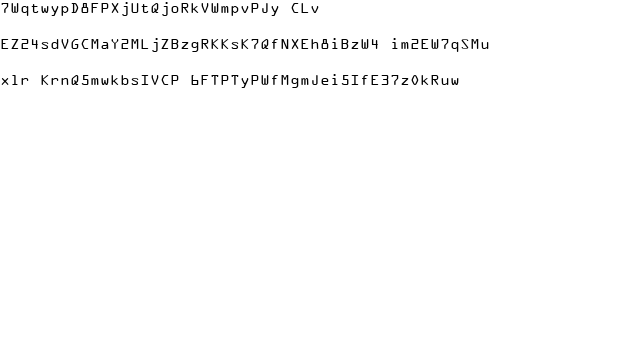 7WqtwypD8FPXjUtQjoRkVWmpvPJy CLv
EZ24sdVGCMaY2MLjZBzgRKKsK7QfNXEh8iBzW4 im2EW7qSMu
xlr KrnQ5mwkbsIVCP 6FTPTyPWfMgmJei5IfE37z0kRuw